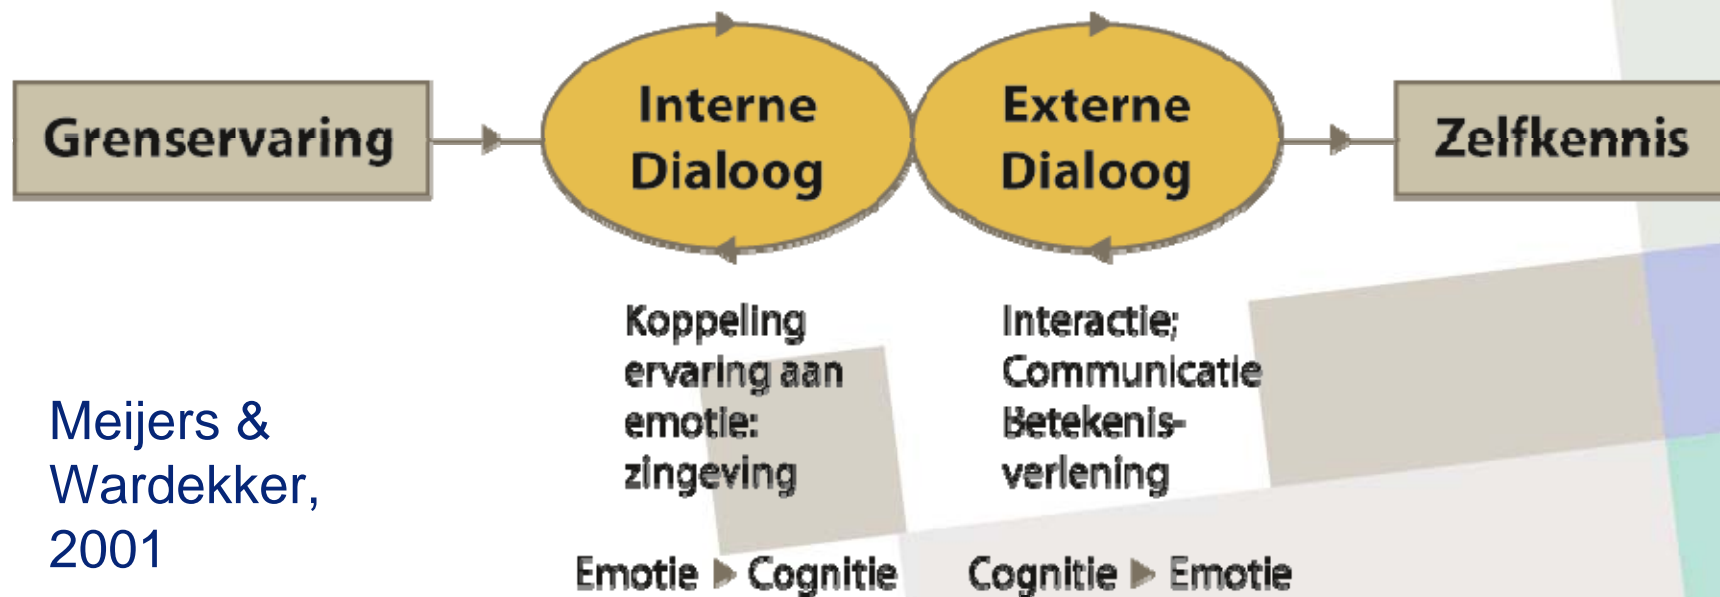 Grenservaring
Interne
Dialoog
Externe
Dialoog
Zelfkennis
Koppeling
ervaring aan
emotie:
zingeving
Interactie;
Communicatie
Betekenis-
verlening
Meijers &
Wardekker,
2001
Emotie ▶ Cognitie
Cognitie ▶ Emotie